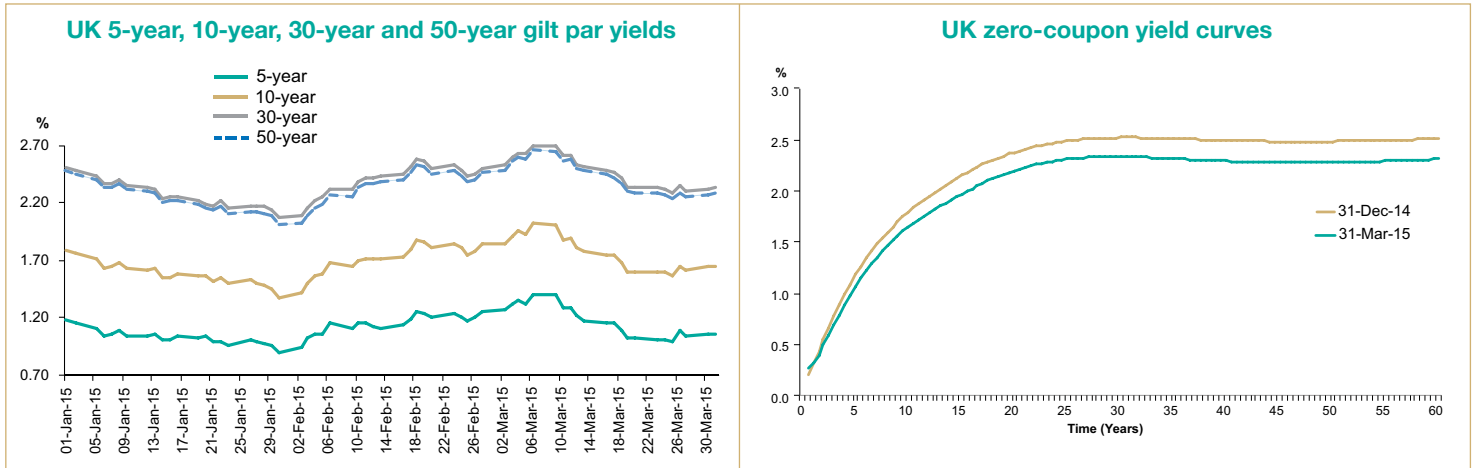 UK 5-year, 10-year, 30-year and 50-year gilt par yields
5-year
10-year
30-year
50-year
%
2.70
2.20
1.70
1.20
0.70
01-Jan-15
05-Jan-15
09-Jan-15
13-Jan-15
17-Jan-15
21-Jan-15
25-Jan-15
29-Jan-15
02-Feb-15
06-Feb-15
10-Feb-15
14-Feb-15
18-Feb-15
22-Feb-15
26-Feb-15
02-Mar-15
06-Mar-15
10-Mar-15
14-Mar-15
18-Mar-15
22-Mar-15
26-Mar-15
30-Mar-15
UK zero-coupon yield curves
%
3.0
2.5
2.0
1.5
1.0
0.5
0.0
31-Dec-14
31-Mar-15
0 5 10 15 20 25 30 35 40 45 50 55 60
Time (Years)